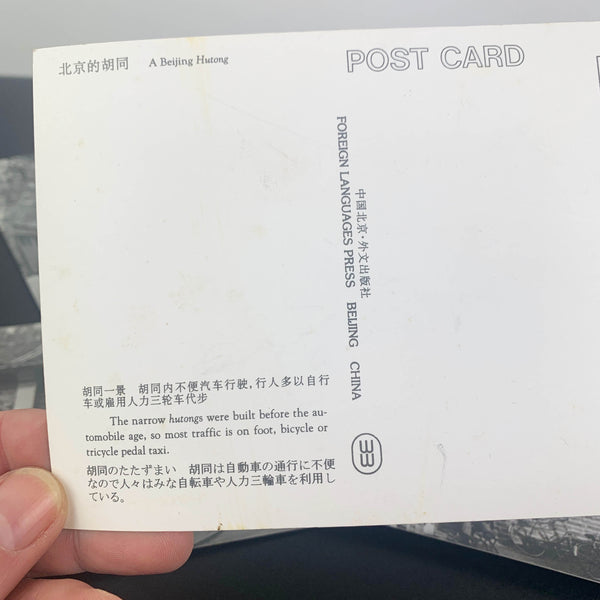 北京的胡同 A Beijing Hutong
POST CARD
中国北京·外文出版社
FOREIGN LANGUAGES PRESS BEIJING CHINA
胡同一景 胡同内不便汽车行驶,行人多以自行
车或雇用人力三轮车代步
The narrow hutongs were built before the au-
tomobile age, so most traffic is on foot, bicycle or
tricycle pedal taxi.
胡同のたたずまい 胡同は自動車の通行に不便
なので人々はみな自転車や人力三輪車を利用し
ている。